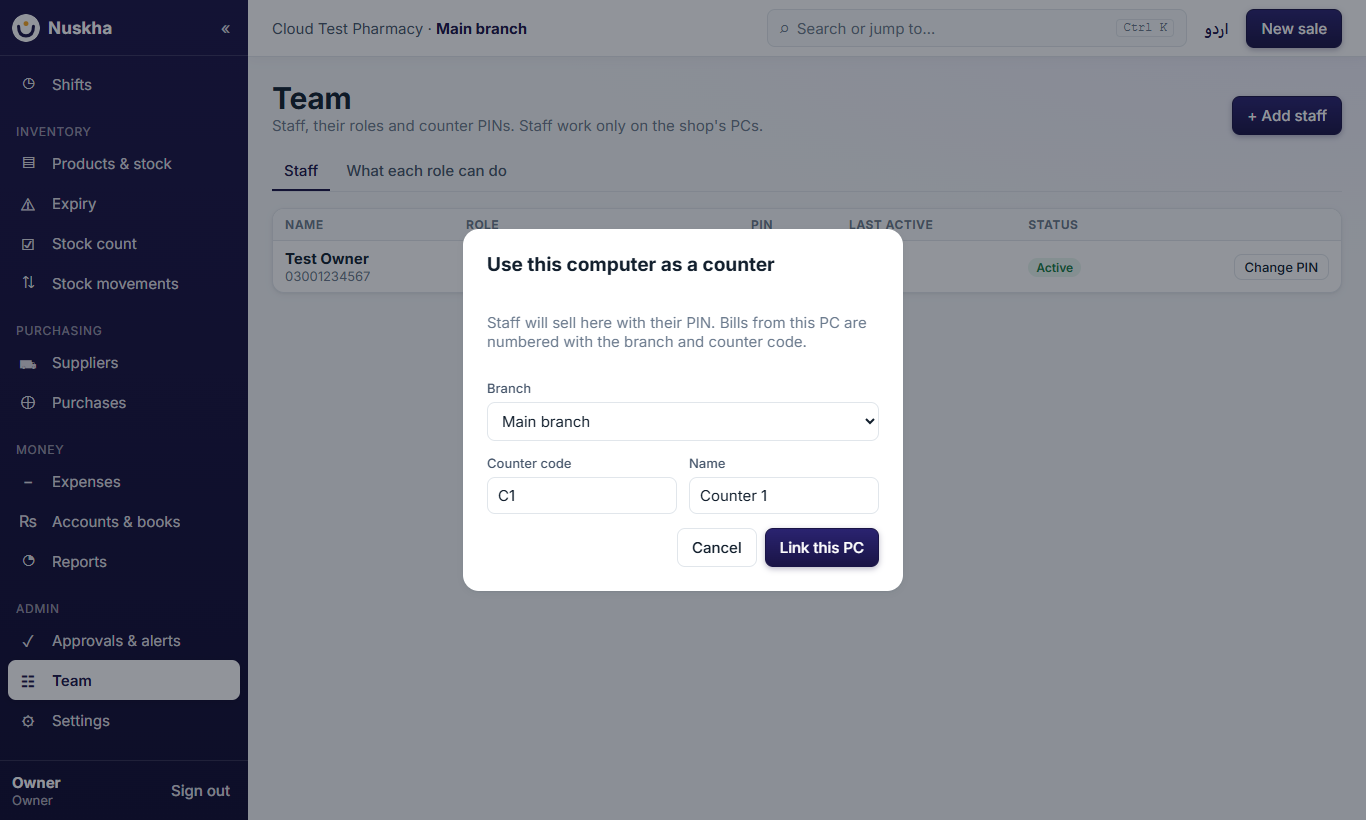 Nuskha «
Cloud Test Pharmacy · Main branch
Search or jump to... Ctrl K
اردو
New sale
Shifts
INVENTORY
Products & stock
Expiry
Stock count
Stock movements
PURCHASING
Suppliers
Purchases
MONEY
Expenses
Rs Accounts & books
Reports
ADMIN
Approvals & alerts
Team
Settings
Owner
Owner
Sign out
Team
Staff, their roles and counter PINs. Staff work only on the shop's PCs.
+ Add staff
Staff What each role can do
NAME ROLE PIN LAST ACTIVE STATUS
Test Owner
03001234567
Active
Change PIN
Use this computer as a counter
Staff will sell here with their PIN. Bills from this PC are
numbered with the branch and counter code.
Branch
Main branch
Counter code Name
C1 Counter 1
Cancel Link this PC